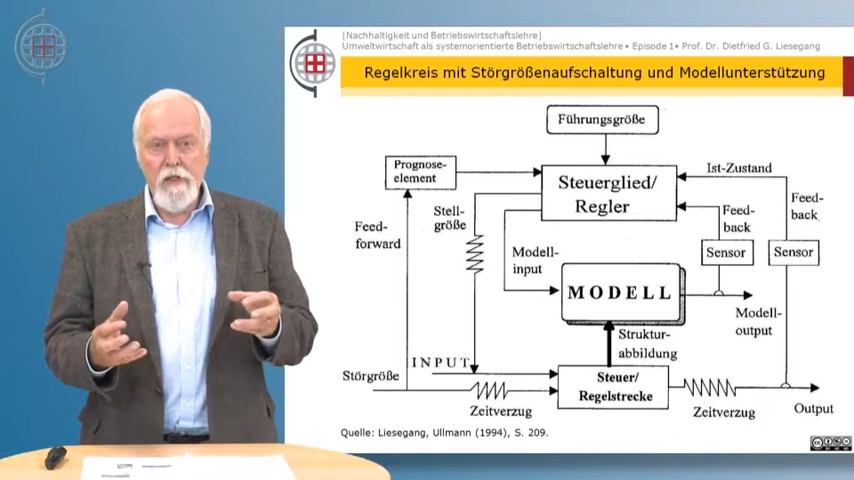 [Nachhaltigkeit und Betriebswirtschaftslehre]
Umweltwirtschaft als systemorientierte Betriebswirtschaftslehre • Episode 1 • Prof. Dr. Dietfried G. Liesegang
Regelkreis mit Störgrößenaufschaltung und Modellunterstützung
Führungsgröße
Prognose-
element
Steuerglied/
Regler
Ist-Zustand
Feed-
forward
Stell-
größe
Feed-
back
Feed-
back
Modell-
input
Sensor
Sensor
MODELL
Modell-
output
Struktur-
abbildung
INPUT
Störgröße
Zeitverzug
Steuer/
Regelstrecke
Zeitverzug
Output
Quelle: Liesegang, Ullmann (1994), S. 209.